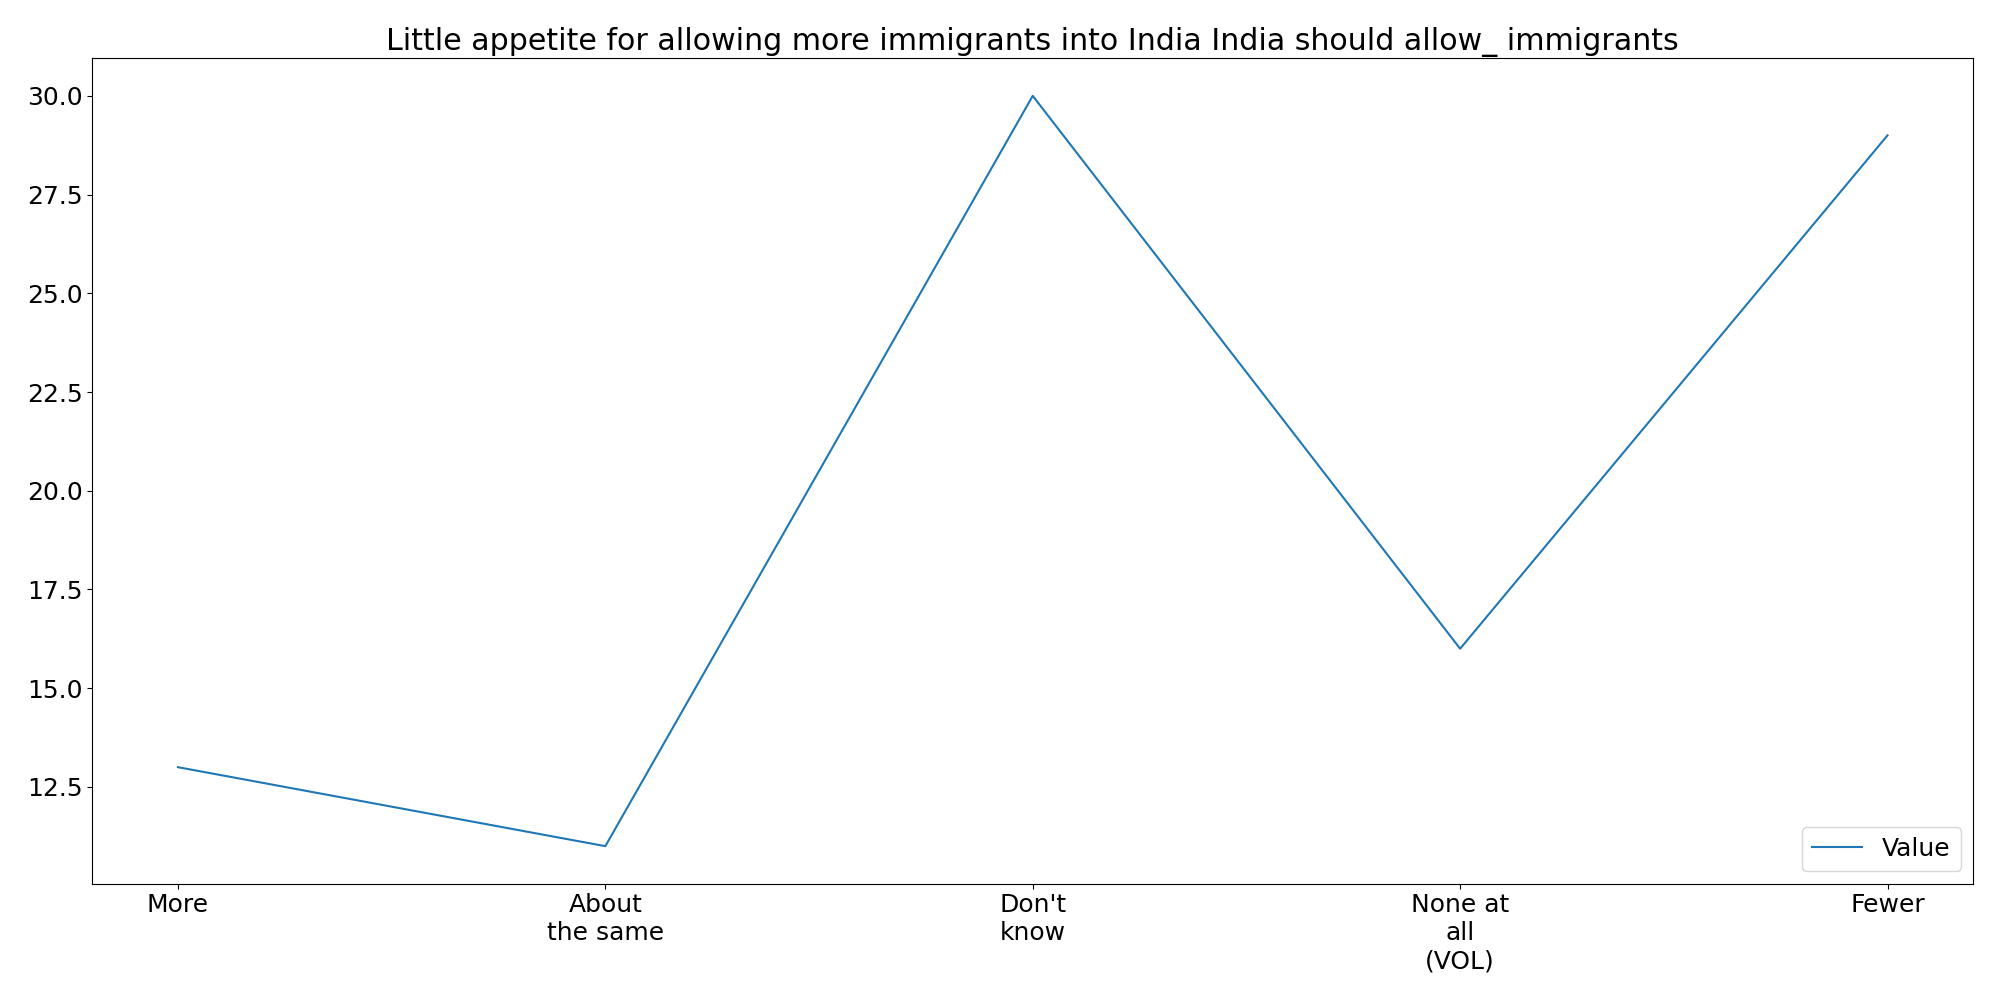 Little appetite for allowing more immigrants into India India should allow_ immigrants
30.0
27.5
25.0
22.5
20.0
17.5
15.0
12.5
Value
More
About
the same
Don't
know
None at
all
(VOL)
Fewer